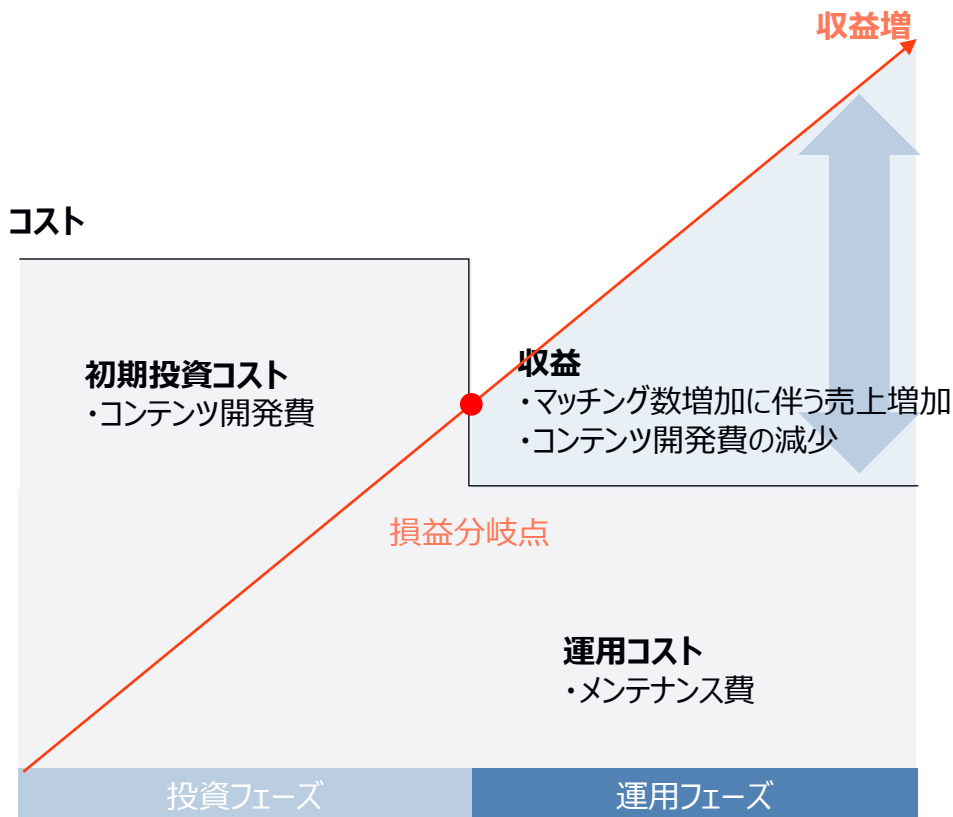 収益増
コスト
初期投資コスト
・コンテンツ開発費
収益
・マッチング数増加に伴う売上増加
・コンテンツ開発費の減少
損益分岐点
運用コスト
・メンテナンス費
投資フェーズ
運用フェーズ